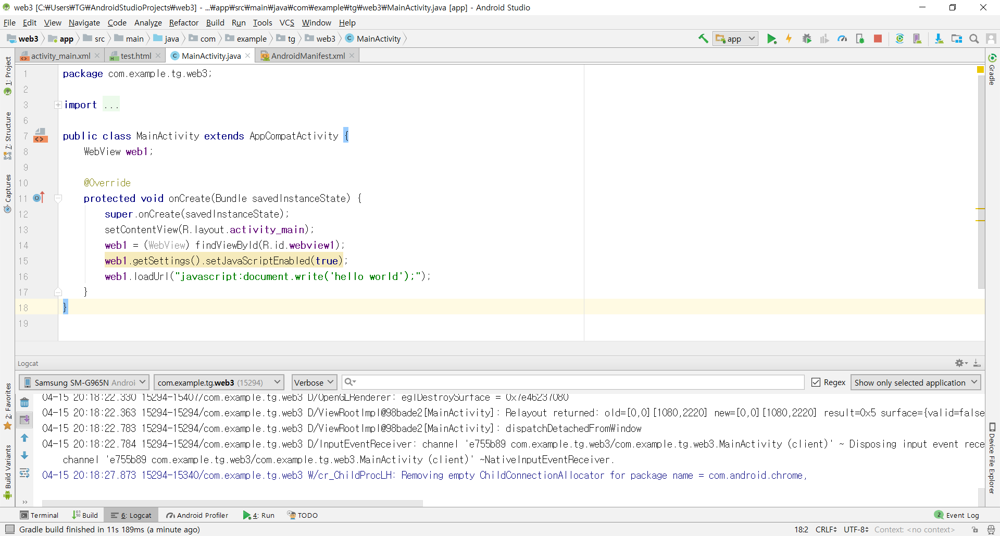 web3 [C:₩Users₩TG₩AndroidStudioProjects₩web3] - ...₩app₩src₩main₩java₩com₩example₩tg₩web3₩MainActivity.java [app] - Android Studio
File Edit View Navigate Code Analyze Refactor Build Run Tools VCS Window Help
web3 app src main java com example tg web3 MainActivity app
activity_main.xml test.html MainActivity.java AndroidManifest.xml
1: Project
7: Structure
Captures
2: Favorites
Build Variants
Gradle
Device File Explorer
1 package com.example.tg.web3;
2
3 import ...
6
7 public class MainActivity extends AppCompatActivity {
8 WebView web1;
9
10 @Override
11 protected void onCreate(Bundle savedInstanceState) {
12 super.onCreate(savedInstanceState);
13 setContentView(R.layout.activity_main);
14 web1 = (WebView) findViewById(R.id.webview1);
15 web1.getSettings().setJavaScriptEnabled(true);
16 web1.loadUrl("javascript:document.write('hello world');");
17 }
18 }
19
Logcat
Samsung SM-G965N Androi com.example.tg.web3 (15294) Verbose Regex Show only selected application
04-15 20:18:22.330 15294-15407/com.example.tg.web3 D/OpenGLRenderer: eglDestroySurface = 0x7e46237080
04-15 20:18:22.363 15294-15294/com.example.tg.web3 D/ViewRootImpl@98bade2[MainActivity]: Relayout returned: old=[0,0][1080,2220] new=[0,0][1080,2220] result=0x5 surface={valid=false
04-15 20:18:22.783 15294-15294/com.example.tg.web3 D/ViewRootImpl@98bade2[MainActivity]: dispatchDetachedFromWindow
04-15 20:18:22.784 15294-15294/com.example.tg.web3 D/InputEventReceiver: channel 'e755b89 com.example.tg.web3/com.example.tg.web3.MainActivity (client)' ~ Disposing input event rece
channel 'e755b89 com.example.tg.web3/com.example.tg.web3.MainActivity (client)' ~NativeInputEventReceiver.
04-15 20:18:27.873 15294-15340/com.example.tg.web3 W/cr_ChildProcLH: Removing empty ChildConnectionAllocator for package name = com.android.chrome,
Terminal Build 6: Logcat Android Profiler 4: Run TODO 2 Event Log
Gradle build finished in 11s 189ms (a minute ago) 18:2 CRLF UTF-8 Context: <no context>